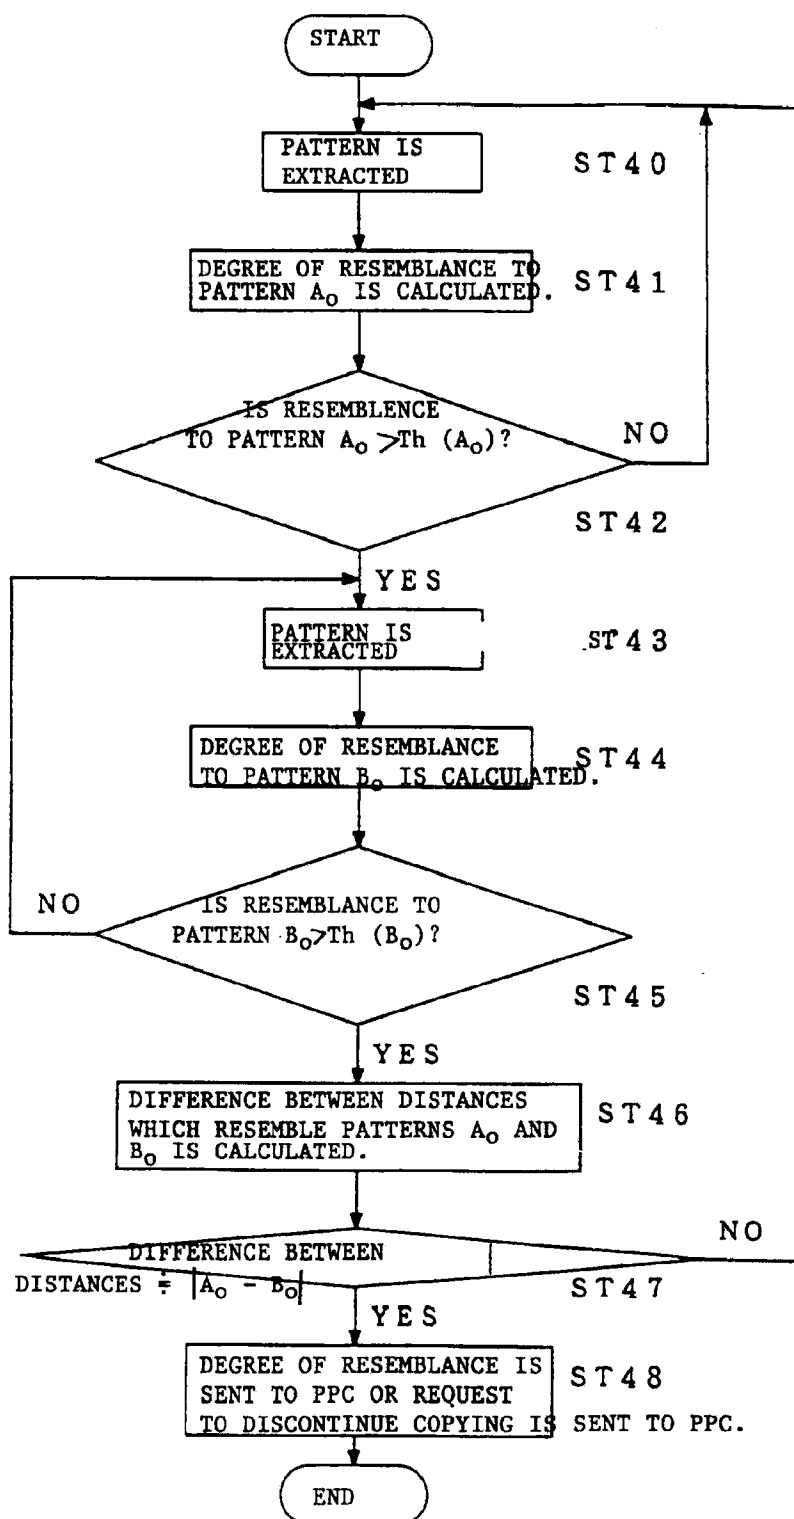 START
PATTERN IS
EXTRACTED
ST40
DEGREE OF RESEMBLANCE TO
PATTERN A₀ IS CALCULATED.
ST41
IS RESEMBLENCE
TO PATTERN A₀ >Th (A₀)?
NO
ST42
YES
PATTERN IS
EXTRACTED
ST43
DEGREE OF RESEMBLANCE
TO PATTERN B₀ IS CALCULATED.
ST44
NO
IS RESEMBLANCE TO
PATTERN B₀>Th (B₀)?
ST45
YES
DIFFERENCE BETWEEN DISTANCES
WHICH RESEMBLE PATTERNS A₀ AND
B₀ IS CALCULATED.
ST46
NO
DIFFERENCE BETWEEN
DISTANCES ≑ |A₀ - B₀|
ST47
YES
DEGREE OF RESEMBLANCE IS
SENT TO PPC OR REQUEST
TO DISCONTINUE COPYING IS SENT TO PPC.
ST48
END